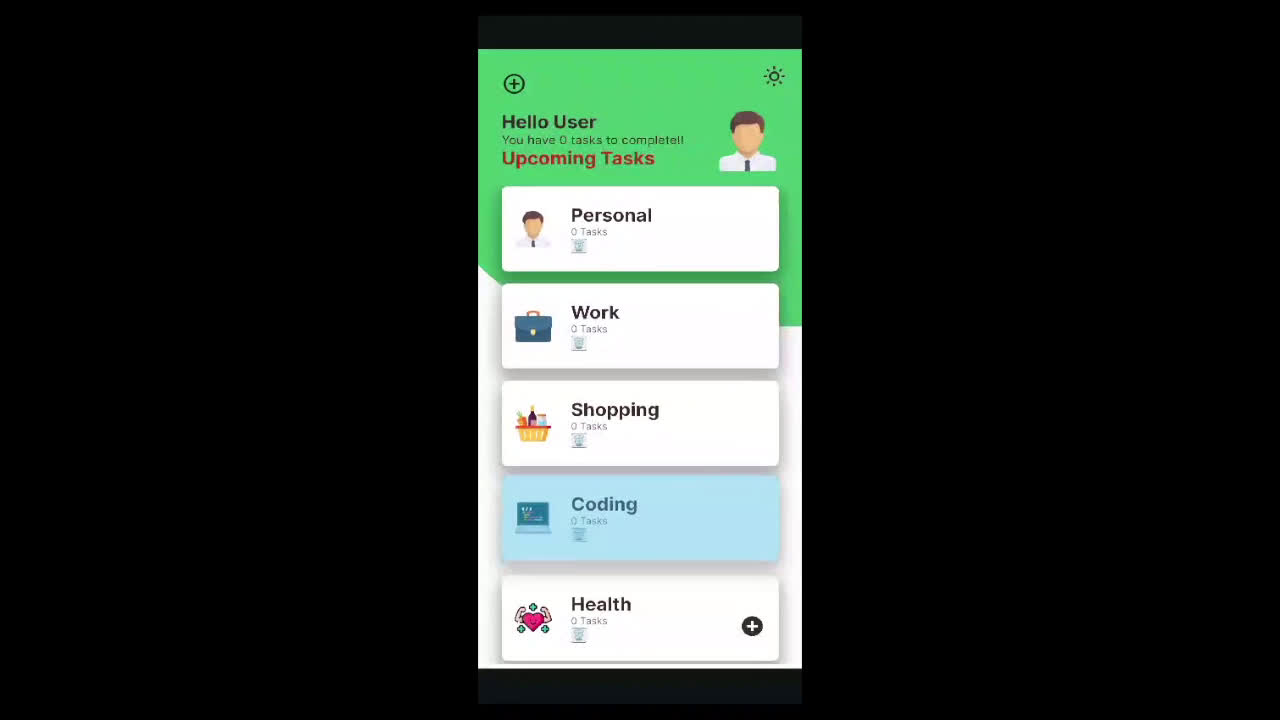 Hello User
You have 0 tasks to complete!!
Upcoming Tasks
Personal
0 Tasks
Work
0 Tasks
Shopping
0 Tasks
Coding
0 Tasks
Health
0 Tasks